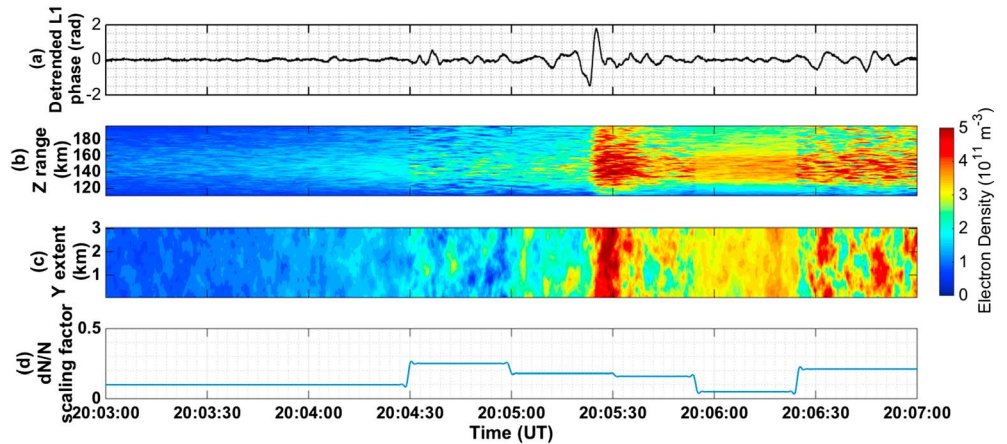 (a)
Detrended L1
phase (rad)
2
0
-2
(b)
Z range
(km)
180
160
140
120
(c)
Y extent
(km)
3
2
1
(d)
dN/N
scaling factor
0.5
0
20:03:00 20:03:30 20:04:00 20:04:30 20:05:00 20:05:30 20:06:00 20:06:30 20:07:00
Time (UT)
5
4
3
2
1
0
Electron Density (10¹¹ m⁻³)